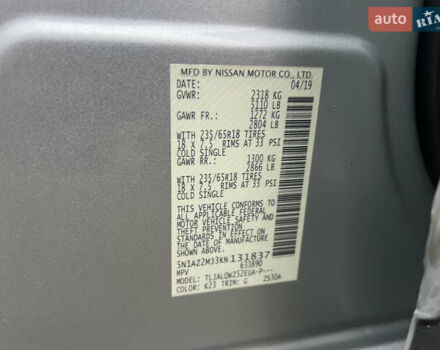 auto
RIA
MFD BY NISSAN MOTOR CO., LTD.
DATE: 04/19
GVWR: 2318 KG
5110 LB
GAWR FR.: 1272 KG
2804 LB
WITH 235/65R18 TIRES
18 x 7.5 RIMS AT 33 PSI
COLD SINGLE
GAWR RR.: 1300 KG
2866 LB
WITH 235/65R18 TIRES
18 x 7.5 RIMS AT 33 PSI
COLD SINGLE
THIS VEHICLE CONFORMS TO ALL
APPLICABLE FEDERAL MOTOR VEHICLE
SAFETY, BUMPER, AND
THEFT PREVENTION STANDARDS
IN EFFECT ON THE DATE OF
MANUFACTURE SHOWN ABOVE.
5N1AZ2MJ3KN131837
633890
MPV
TLJALQWZ52EUA-P---
COLOR: K23 TRIM: G Z530A